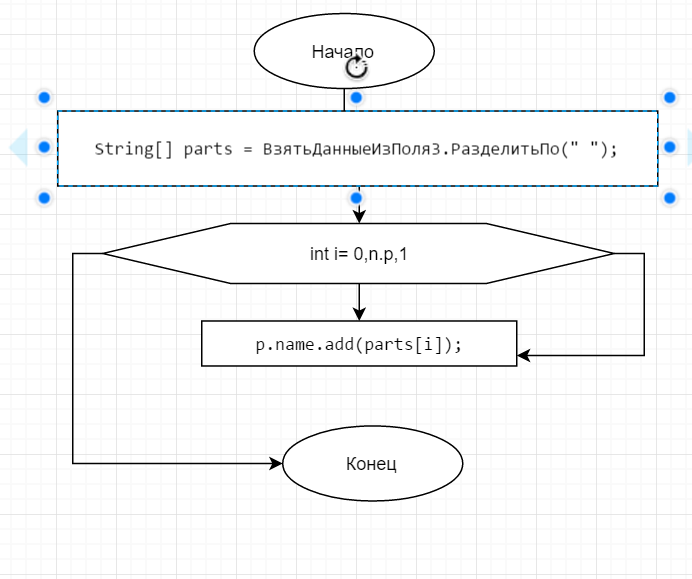 Начало
String[] parts = ВзятьДанныеИзПоля3.РазделитьПо(" ");
int i= 0,n.p,1
p.name.add(parts[i]);
Конец